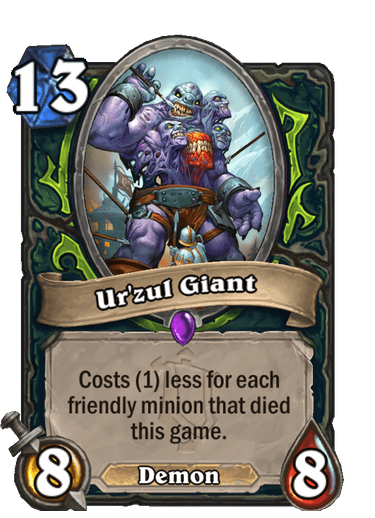 13
Ur'zul Giant
Costs (1) less for each
friendly minion that died
this game.
8
Demon
8